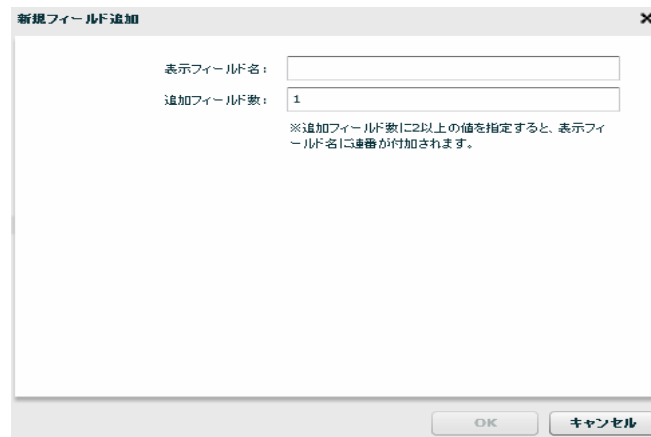 新規フィールド追加
表示フィールド名：
追加フィールド数： 1
※追加フィールド数に2以上の値を指定すると、表示フィ
ールド名に連番が付加されます。
OK キャンセル